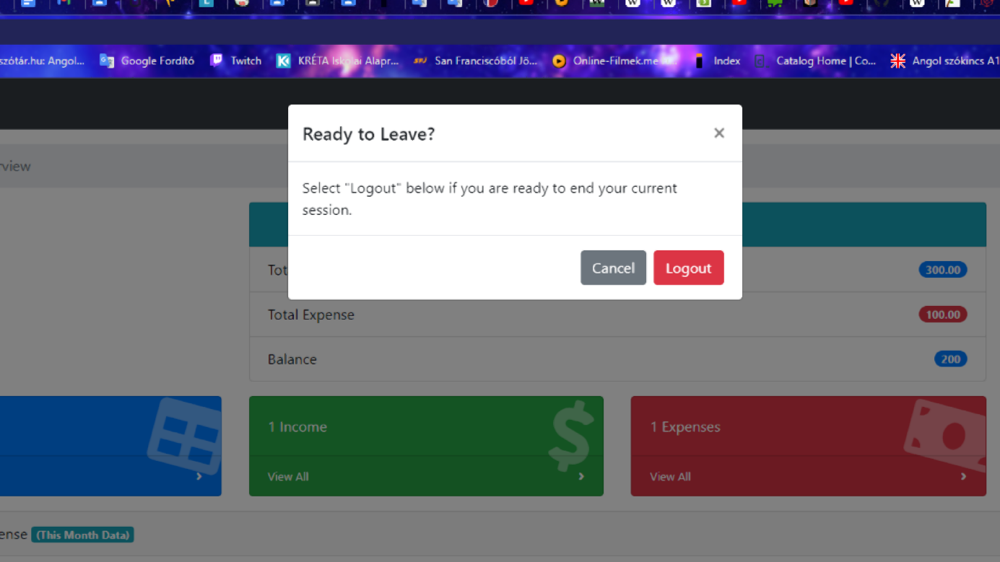 szótár.hu: Angol... Google Fordító Twitch KRÉTA Iskolai Alapr... San Franciscóból Jö... Online-Filmek.me Index Catalog Home | Co... Angol szókincs A1
Ready to Leave? ×
rview
Select "Logout" below if you are ready to end your current
session.
Cancel Logout
Tot 300.00
Total Expense 100.00
Balance 200
1 Income 1 Expenses
View All View All
ense (This Month Data)